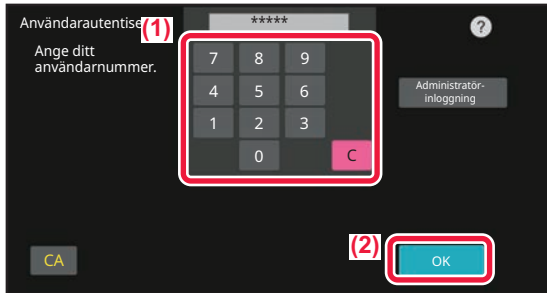 Användarautentise
(1)
*****
?
Ange ditt
användarnummer.
7 8 9
4 5 6
1 2 3
0 C
Administratör-
inloggning
(2)
CA
OK